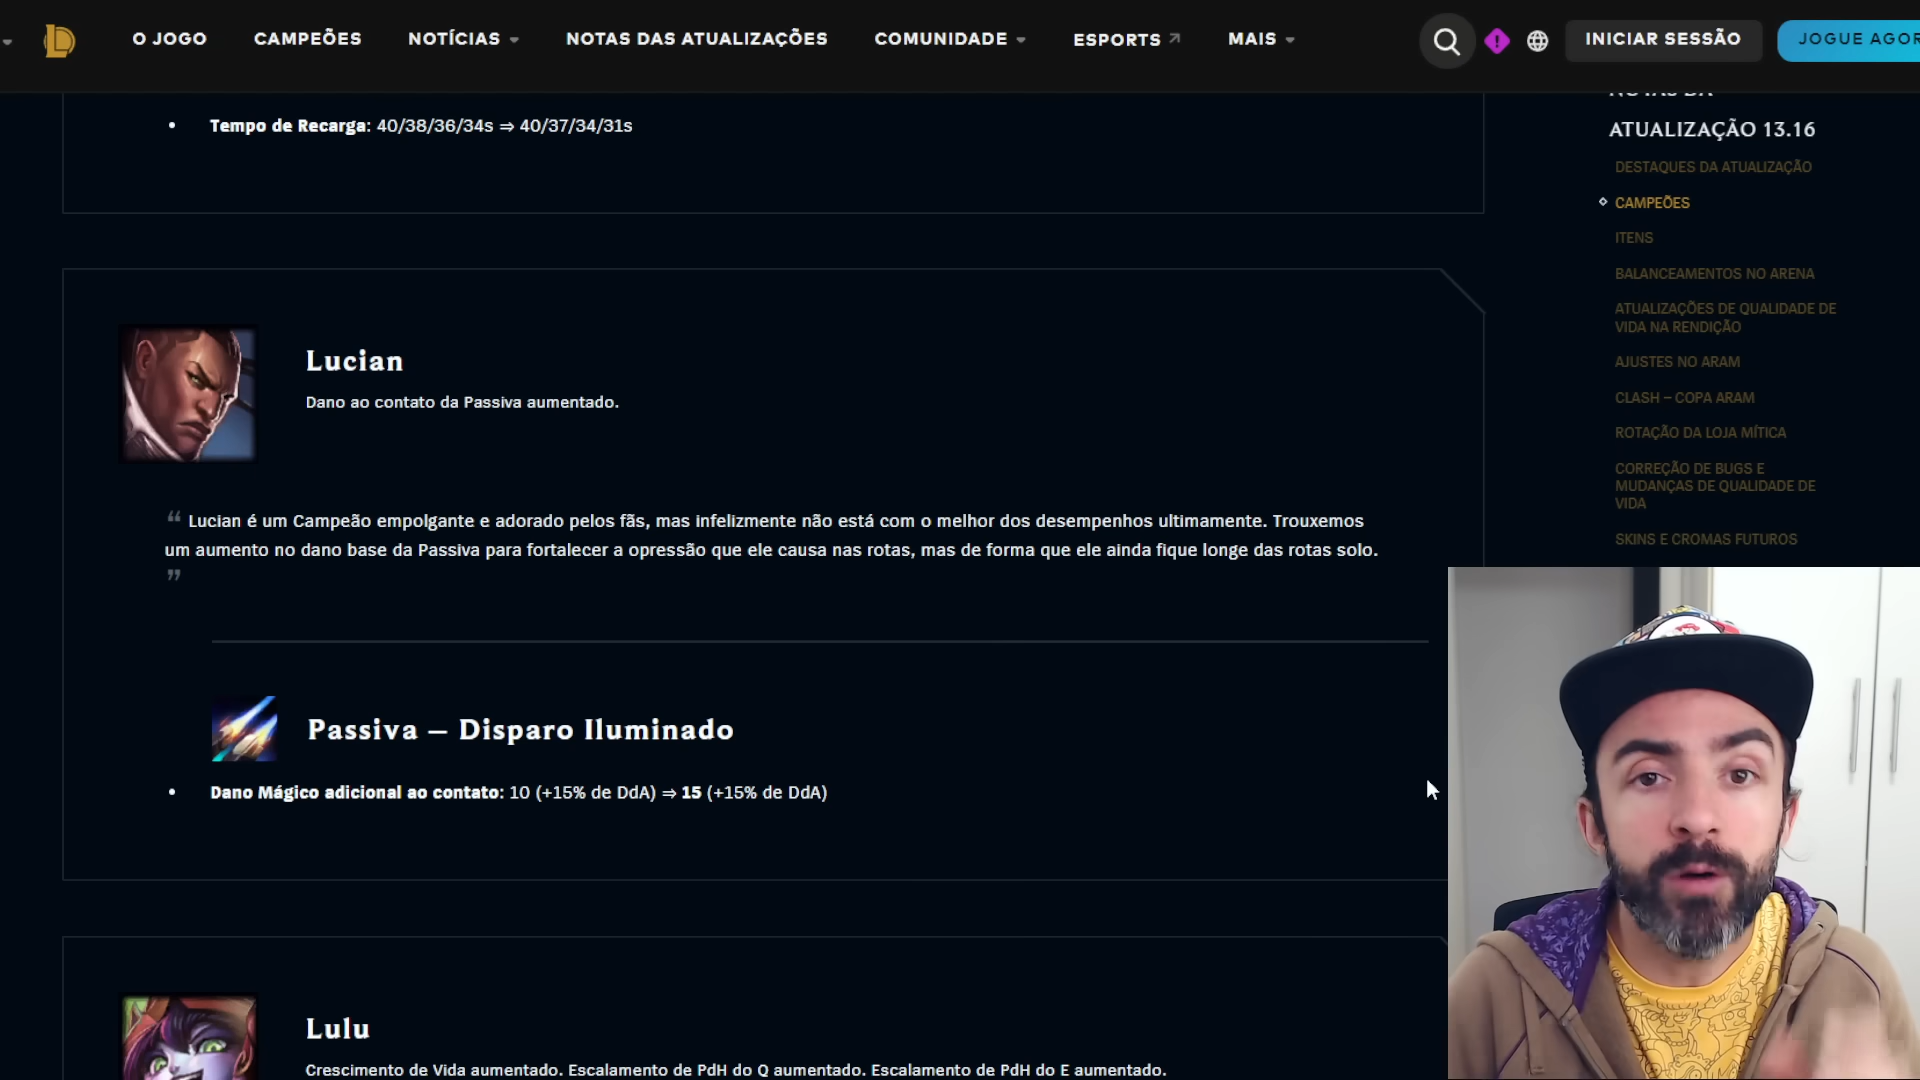 O JOGO CAMPEÕES NOTÍCIAS NOTAS DAS ATUALIZAÇÕES COMUNIDADE ESPORTS MAIS INICIAR SESSÃO JOGUE AGOR
Tempo de Recarga: 40/38/36/34s ⇒ 40/37/34/31s
Lucian
Dano ao contato da Passiva aumentado.
“ Lucian é um Campeão empolgante e adorado pelos fãs, mas infelizmente não está com o melhor dos desempenhos ultimamente. Trouxemos
um aumento no dano base da Passiva para fortalecer a opressão que ele causa nas rotas, mas de forma que ele ainda fique longe das rotas solo.
”
Passiva – Disparo Iluminado
Dano Mágico adicional ao contato: 10 (+15% de DdA) ⇒ 15 (+15% de DdA)
Lulu
Crescimento de Vida aumentado. Escalamento de PdH do Q aumentado. Escalamento de PdH do E aumentado.
NOTAS DA
ATUALIZAÇÃO 13.16
DESTAQUES DA ATUALIZAÇÃO
CAMPEÕES
ITENS
BALANCEAMENTOS NO ARENA
ATUALIZAÇÕES DE QUALIDADE DE
VIDA NA RENDIÇÃO
AJUSTES NO ARAM
CLASH – COPA ARAM
ROTAÇÃO DA LOJA MÍTICA
CORREÇÃO DE BUGS E
MUDANÇAS DE QUALIDADE DE
VIDA
SKINS E CROMAS FUTUROS